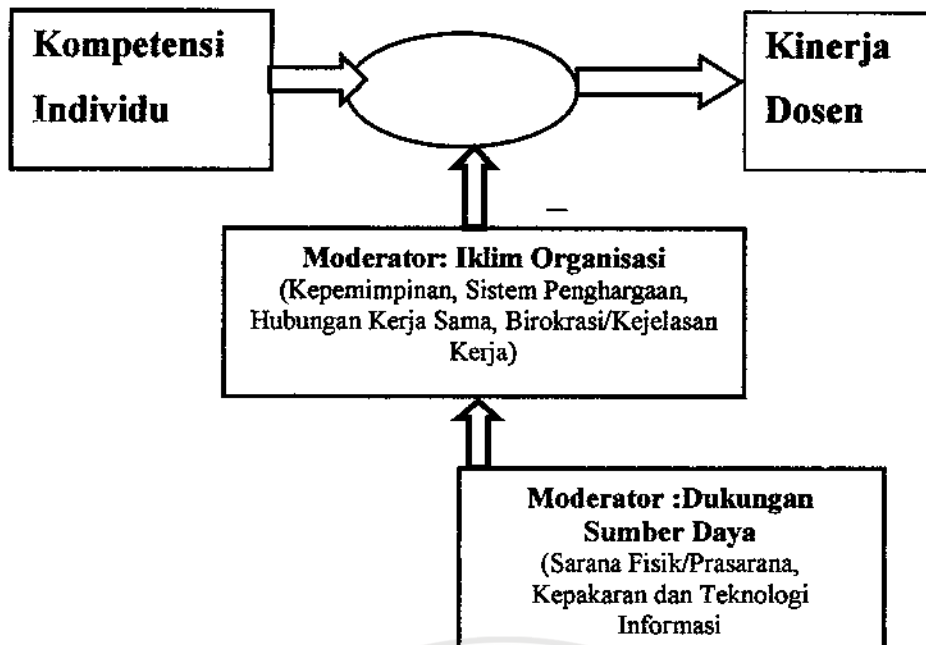 Kompetensi
Individu
Kinerja
Dosen
Moderator: Iklim Organisasi
(Kepemimpinan, Sistem Penghargaan,
Hubungan Kerja Sama, Birokrasi/Kejelasan
Kerja)
Moderator :Dukungan
Sumber Daya
(Sarana Fisik/Prasarana,
Kepakaran dan Teknologi
Informasi